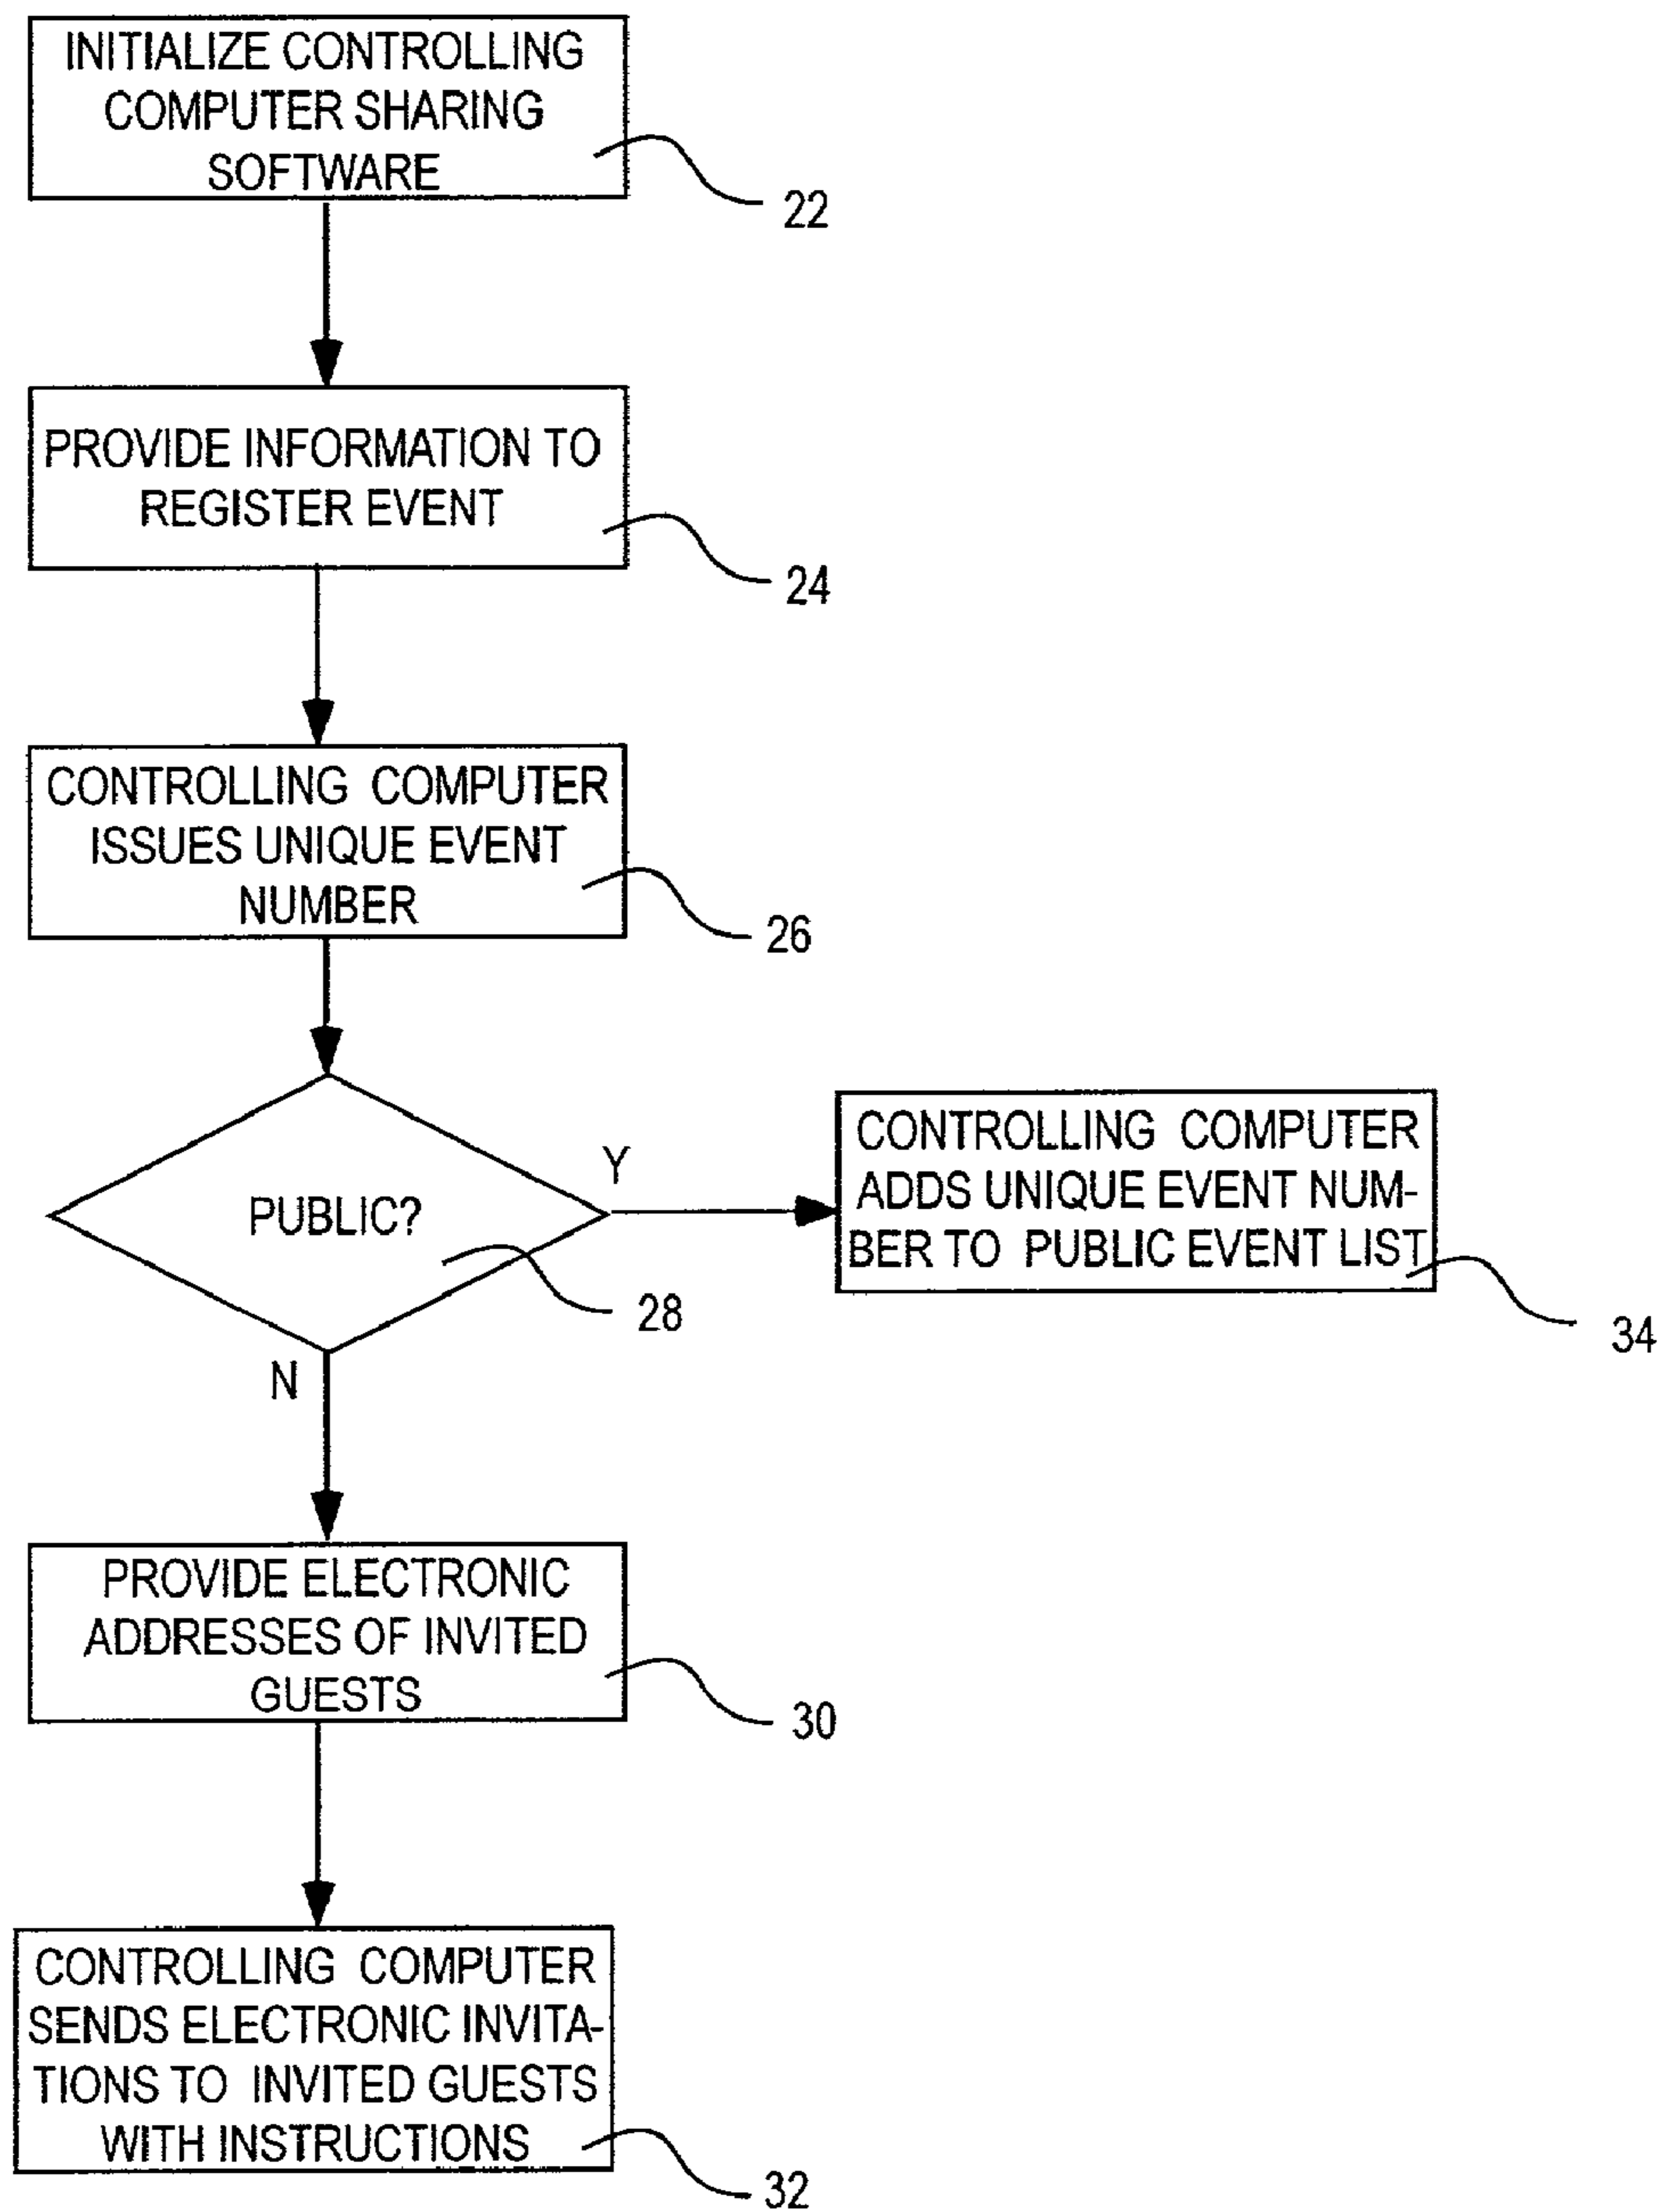 INITIALIZE CONTROLLING
COMPUTER SHARING
SOFTWARE
22
PROVIDE INFORMATION TO
REGISTER EVENT
24
CONTROLLING COMPUTER
ISSUES UNIQUE EVENT
NUMBER
26
PUBLIC?
Y
28
N
CONTROLLING COMPUTER
ADDS UNIQUE EVENT NUM-
BER TO PUBLIC EVENT LIST
34
PROVIDE ELECTRONIC
ADDRESSES OF INVITED
GUESTS
30
CONTROLLING COMPUTER
SENDS ELECTRONIC INVITA-
TIONS TO INVITED GUESTS
WITH INSTRUCTIONS
32